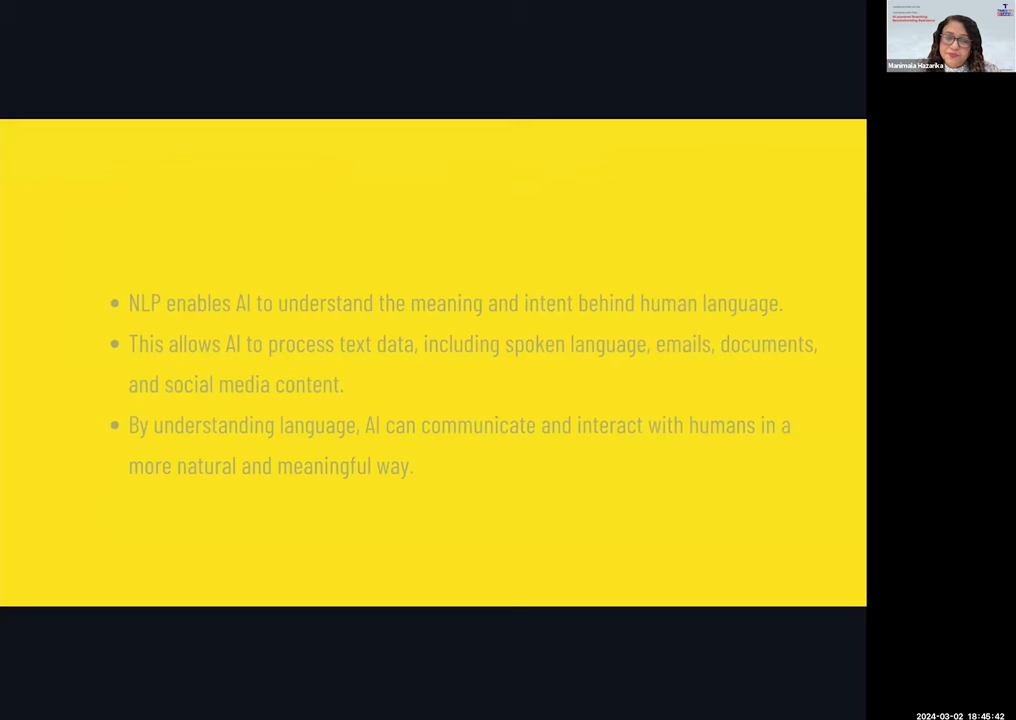 • NLP enables AI to understand the meaning and intent behind human language.
• This allows AI to process text data, including spoken language, emails, documents,
and social media content.
• By understanding language, AI can communicate and interact with humans in a
more natural and meaningful way.
Manimala Hazarika
2024-03-02 18:45:42